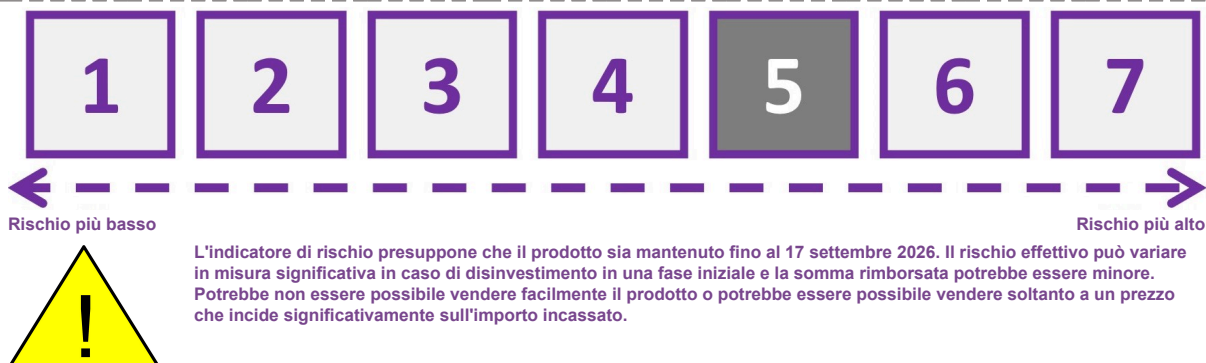 1 2 3 4 5 6 7
Rischio più basso Rischio più alto
L'indicatore di rischio presuppone che il prodotto sia mantenuto fino al 17 settembre 2026. Il rischio effettivo può variare
in misura significativa in caso di disinvestimento in una fase iniziale e la somma rimborsata potrebbe essere minore.
Potrebbe non essere possibile vendere facilmente il prodotto o potrebbe essere possibile vendere soltanto a un prezzo
che incide significativamente sull'importo incassato.
!